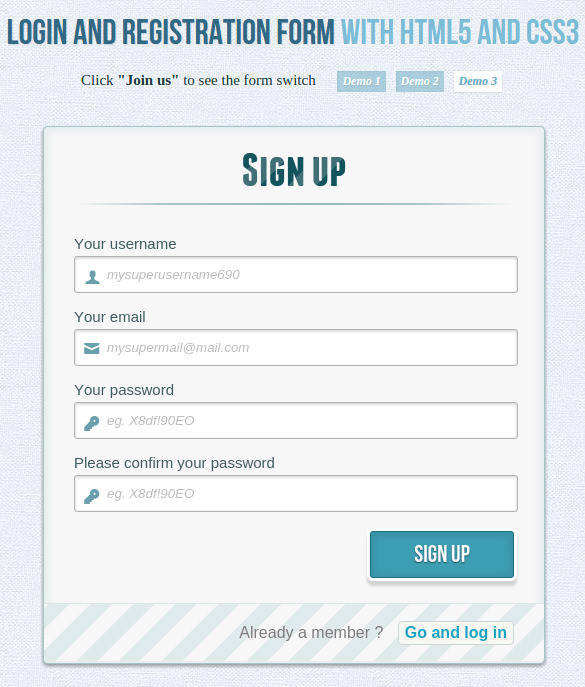 LOGIN AND REGISTRATION FORM WITH HTML5 AND CSS3
Click "Join us" to see the form switch Demo 1 Demo 2 Demo 3
Sign up
Your username
mysuperusername690
Your email
mysupermail@mail.com
Your password
eg. X8df!90EO
Please confirm your password
eg. X8df!90EO
SIGN UP
Already a member ? Go and log in